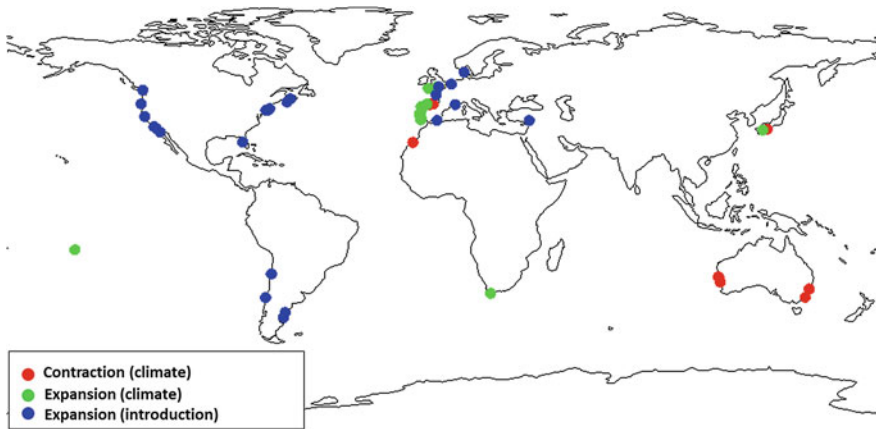 Contraction (climate)
Expansion (climate)
Expansion (introduction)